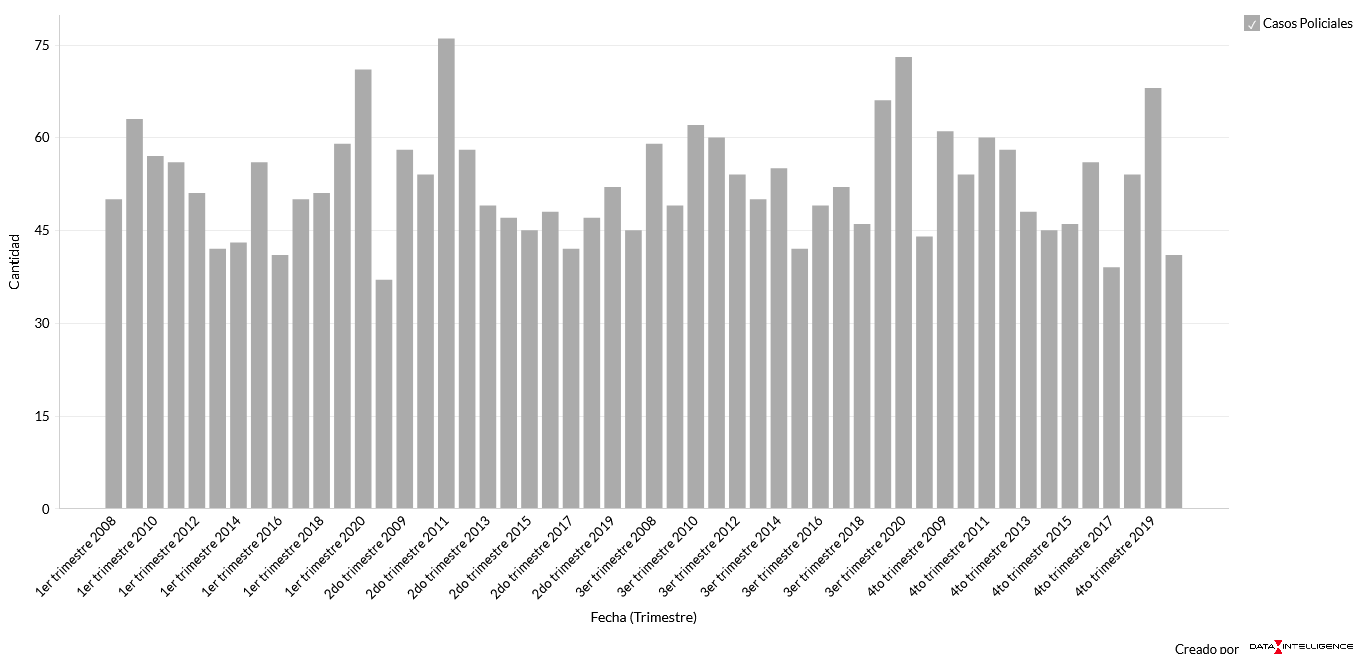 Casos Policiales
75
60
45
30
15
0
Cantidad
1er trimestre 2008
1er trimestre 2010
1er trimestre 2012
1er trimestre 2014
1er trimestre 2016
1er trimestre 2018
1er trimestre 2020
2do trimestre 2009
2do trimestre 2011
2do trimestre 2013
2do trimestre 2015
2do trimestre 2017
2do trimestre 2019
3er trimestre 2008
3er trimestre 2010
3er trimestre 2012
3er trimestre 2014
3er trimestre 2016
3er trimestre 2018
3er trimestre 2020
4to trimestre 2009
4to trimestre 2011
4to trimestre 2013
4to trimestre 2015
4to trimestre 2017
4to trimestre 2019
Fecha (Trimestre)
Creado por DATA INTELLIGENCE